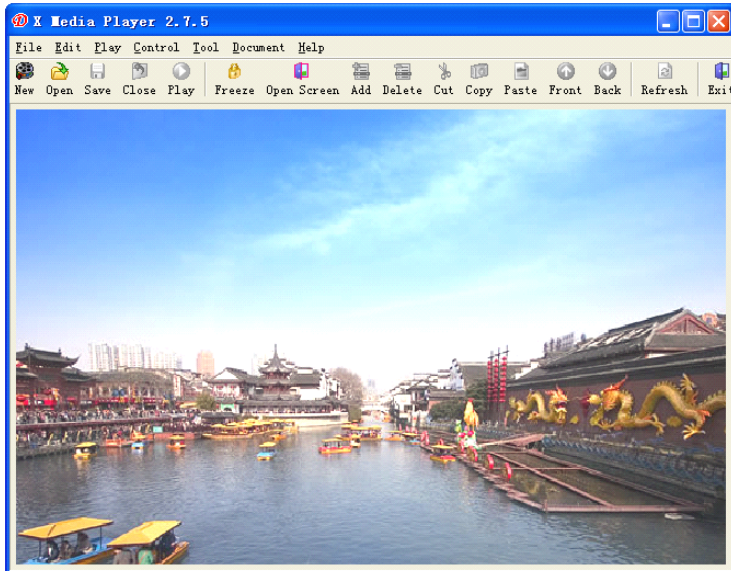 X Media Player 2.7.5
File Edit Play Control Tool Document Help
New Open Save Close Play Freeze Open Screen Add Delete Cut Copy Paste Front Back Refresh Exit